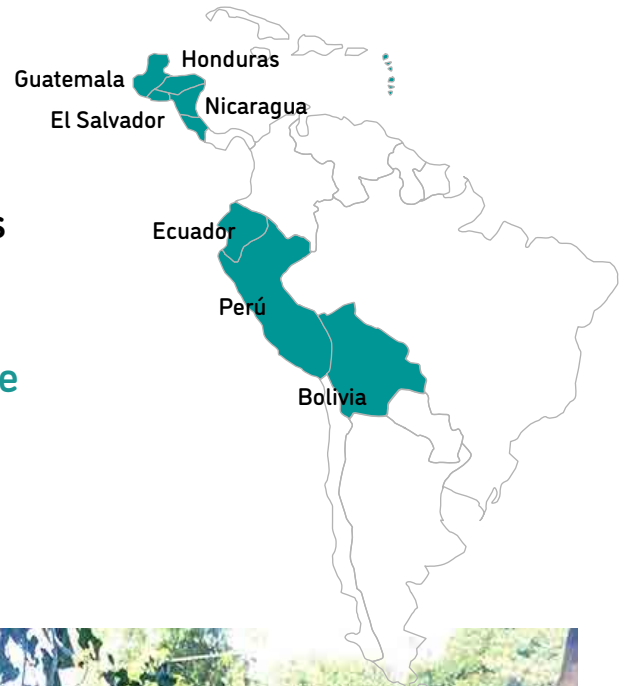 Honduras
Guatemala
Nicaragua
El Salvador
s
Ecuador
Perú
e
Bolivia